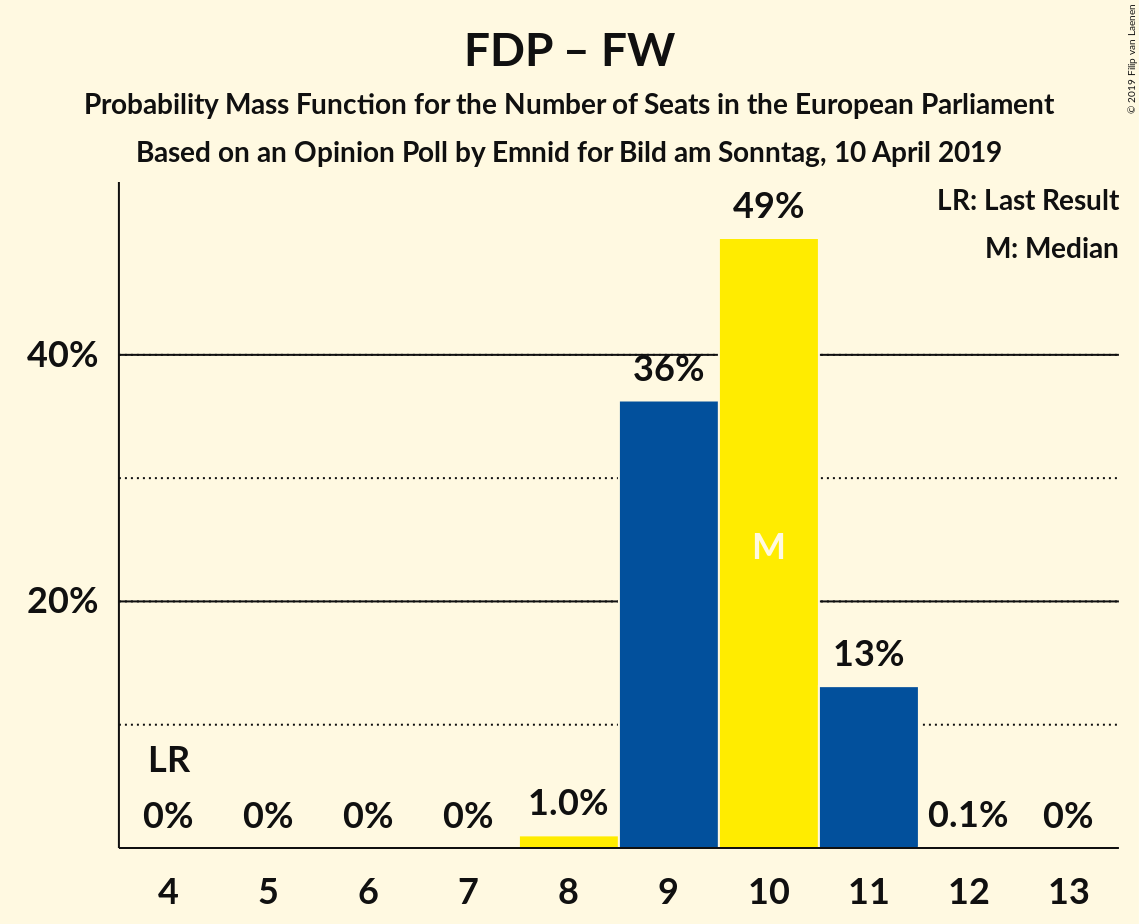 FDP – FW
Probability Mass Function for the Number of Seats in the European Parliament
Based on an Opinion Poll by Emnid for Bild am Sonntag, 10 April 2019
© 2019 Filip van Laenen
LR: Last Result
M: Median
49%
40%
36%
M
20%
13%
LR
0% 0% 0% 0% 1.0% 0.1% 0%
4 5 6 7 8 9 10 11 12 13